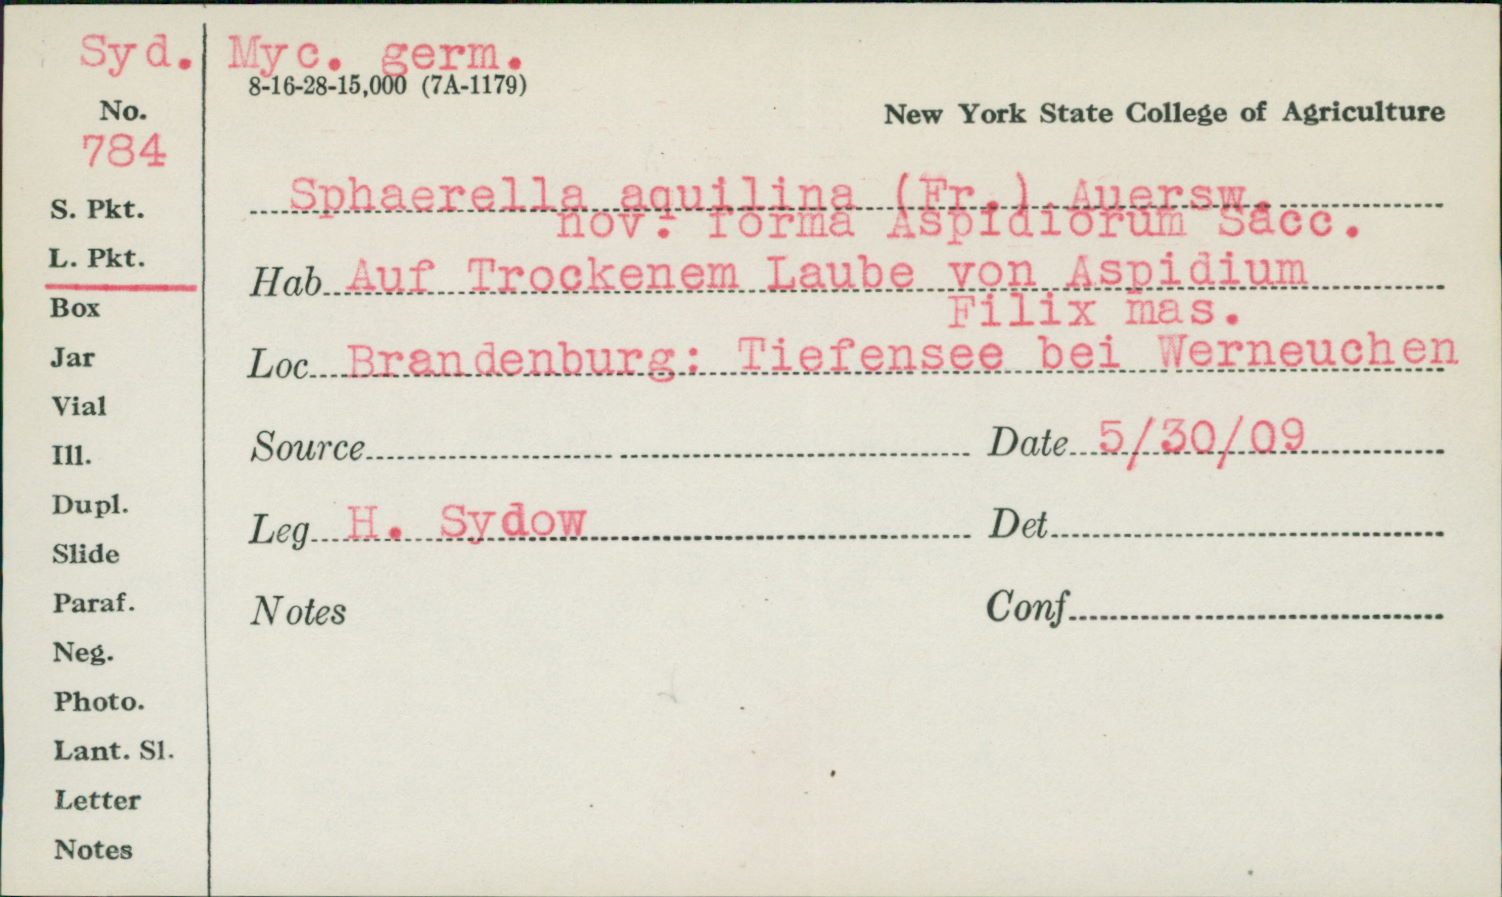 Syd. Myc. germ.
8-16-28-15,000 (7A-1179)
No.
New York State College of Agriculture
784
Sphaerella aquilina (Fr.) Auersw.
S. Pkt.
nov. forma Aspidiorum Sacc.
L. Pkt.
Hab Auf Trockenem Laube von Aspidium
Filix mas.
Box
Loc Brandenburg: Tiefensee bei Werneuchen
Jar
Vial
Source Date 5/30/09
Ill.
Dupl.
Leg H. Sydow Det
Slide
Paraf.
Notes Conf
Neg.
Photo.
Lant. Sl.
Letter
Notes